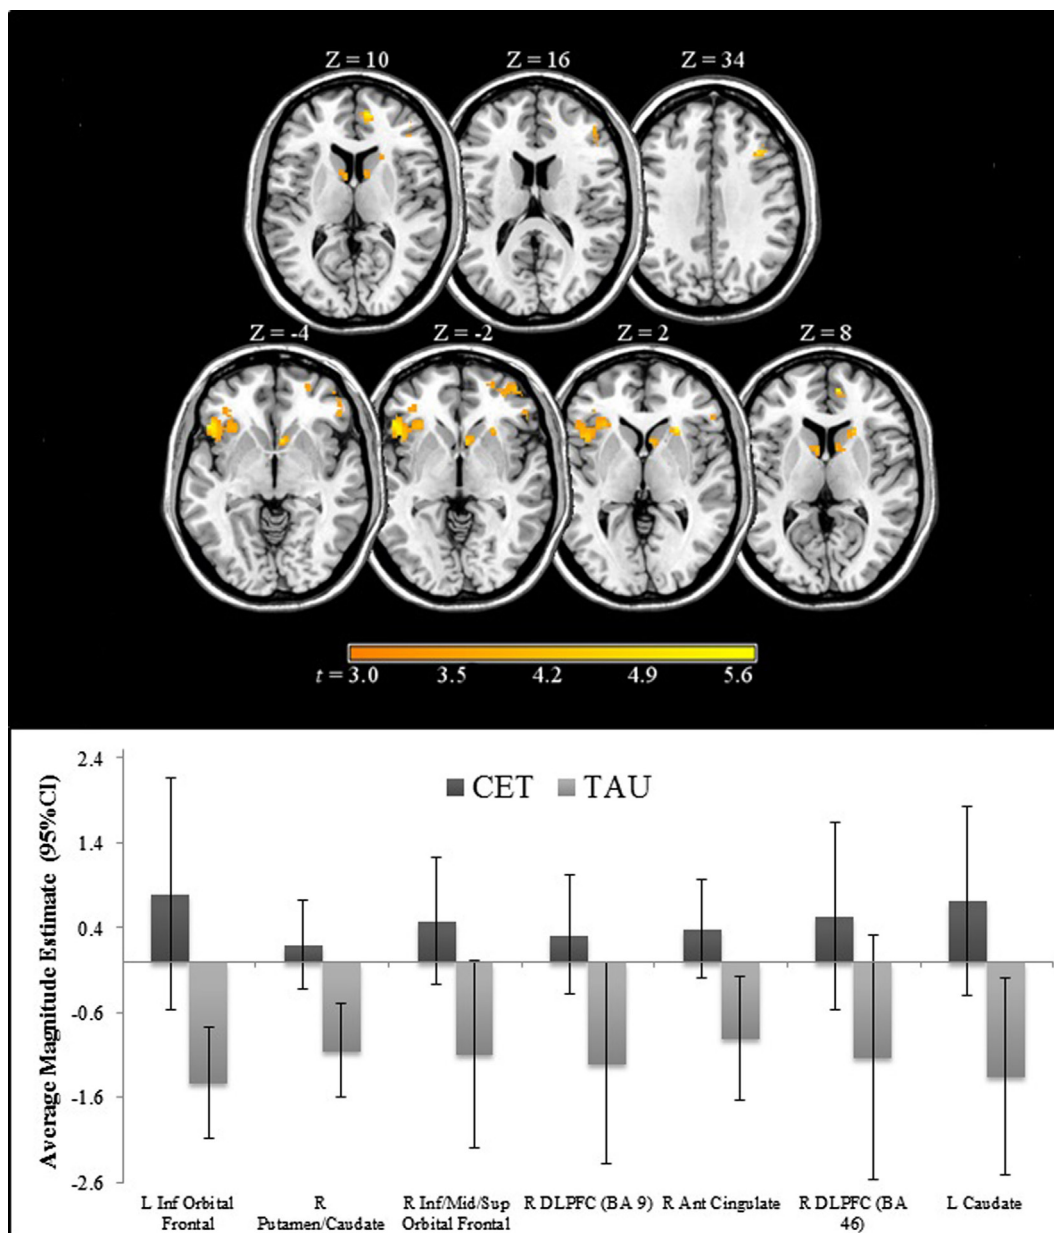 Z = 10
Z = 16
Z = 34
Z = -4
Z = -2
Z = 2
Z = 8
t = 3.0 3.5 4.2 4.9 5.6
Average Magnitude Estimate (95%CI)
2.4
1.4
0.4
-0.6
-1.6
-2.6
CET TAU
L Inf Orbital
Frontal
R
Putamen/Caudate
R Inf/Mid/Sup
Orbital Frontal
R DLPFC (BA 9)
R Ant Cingulate
R DLPFC (BA
46)
L Caudate